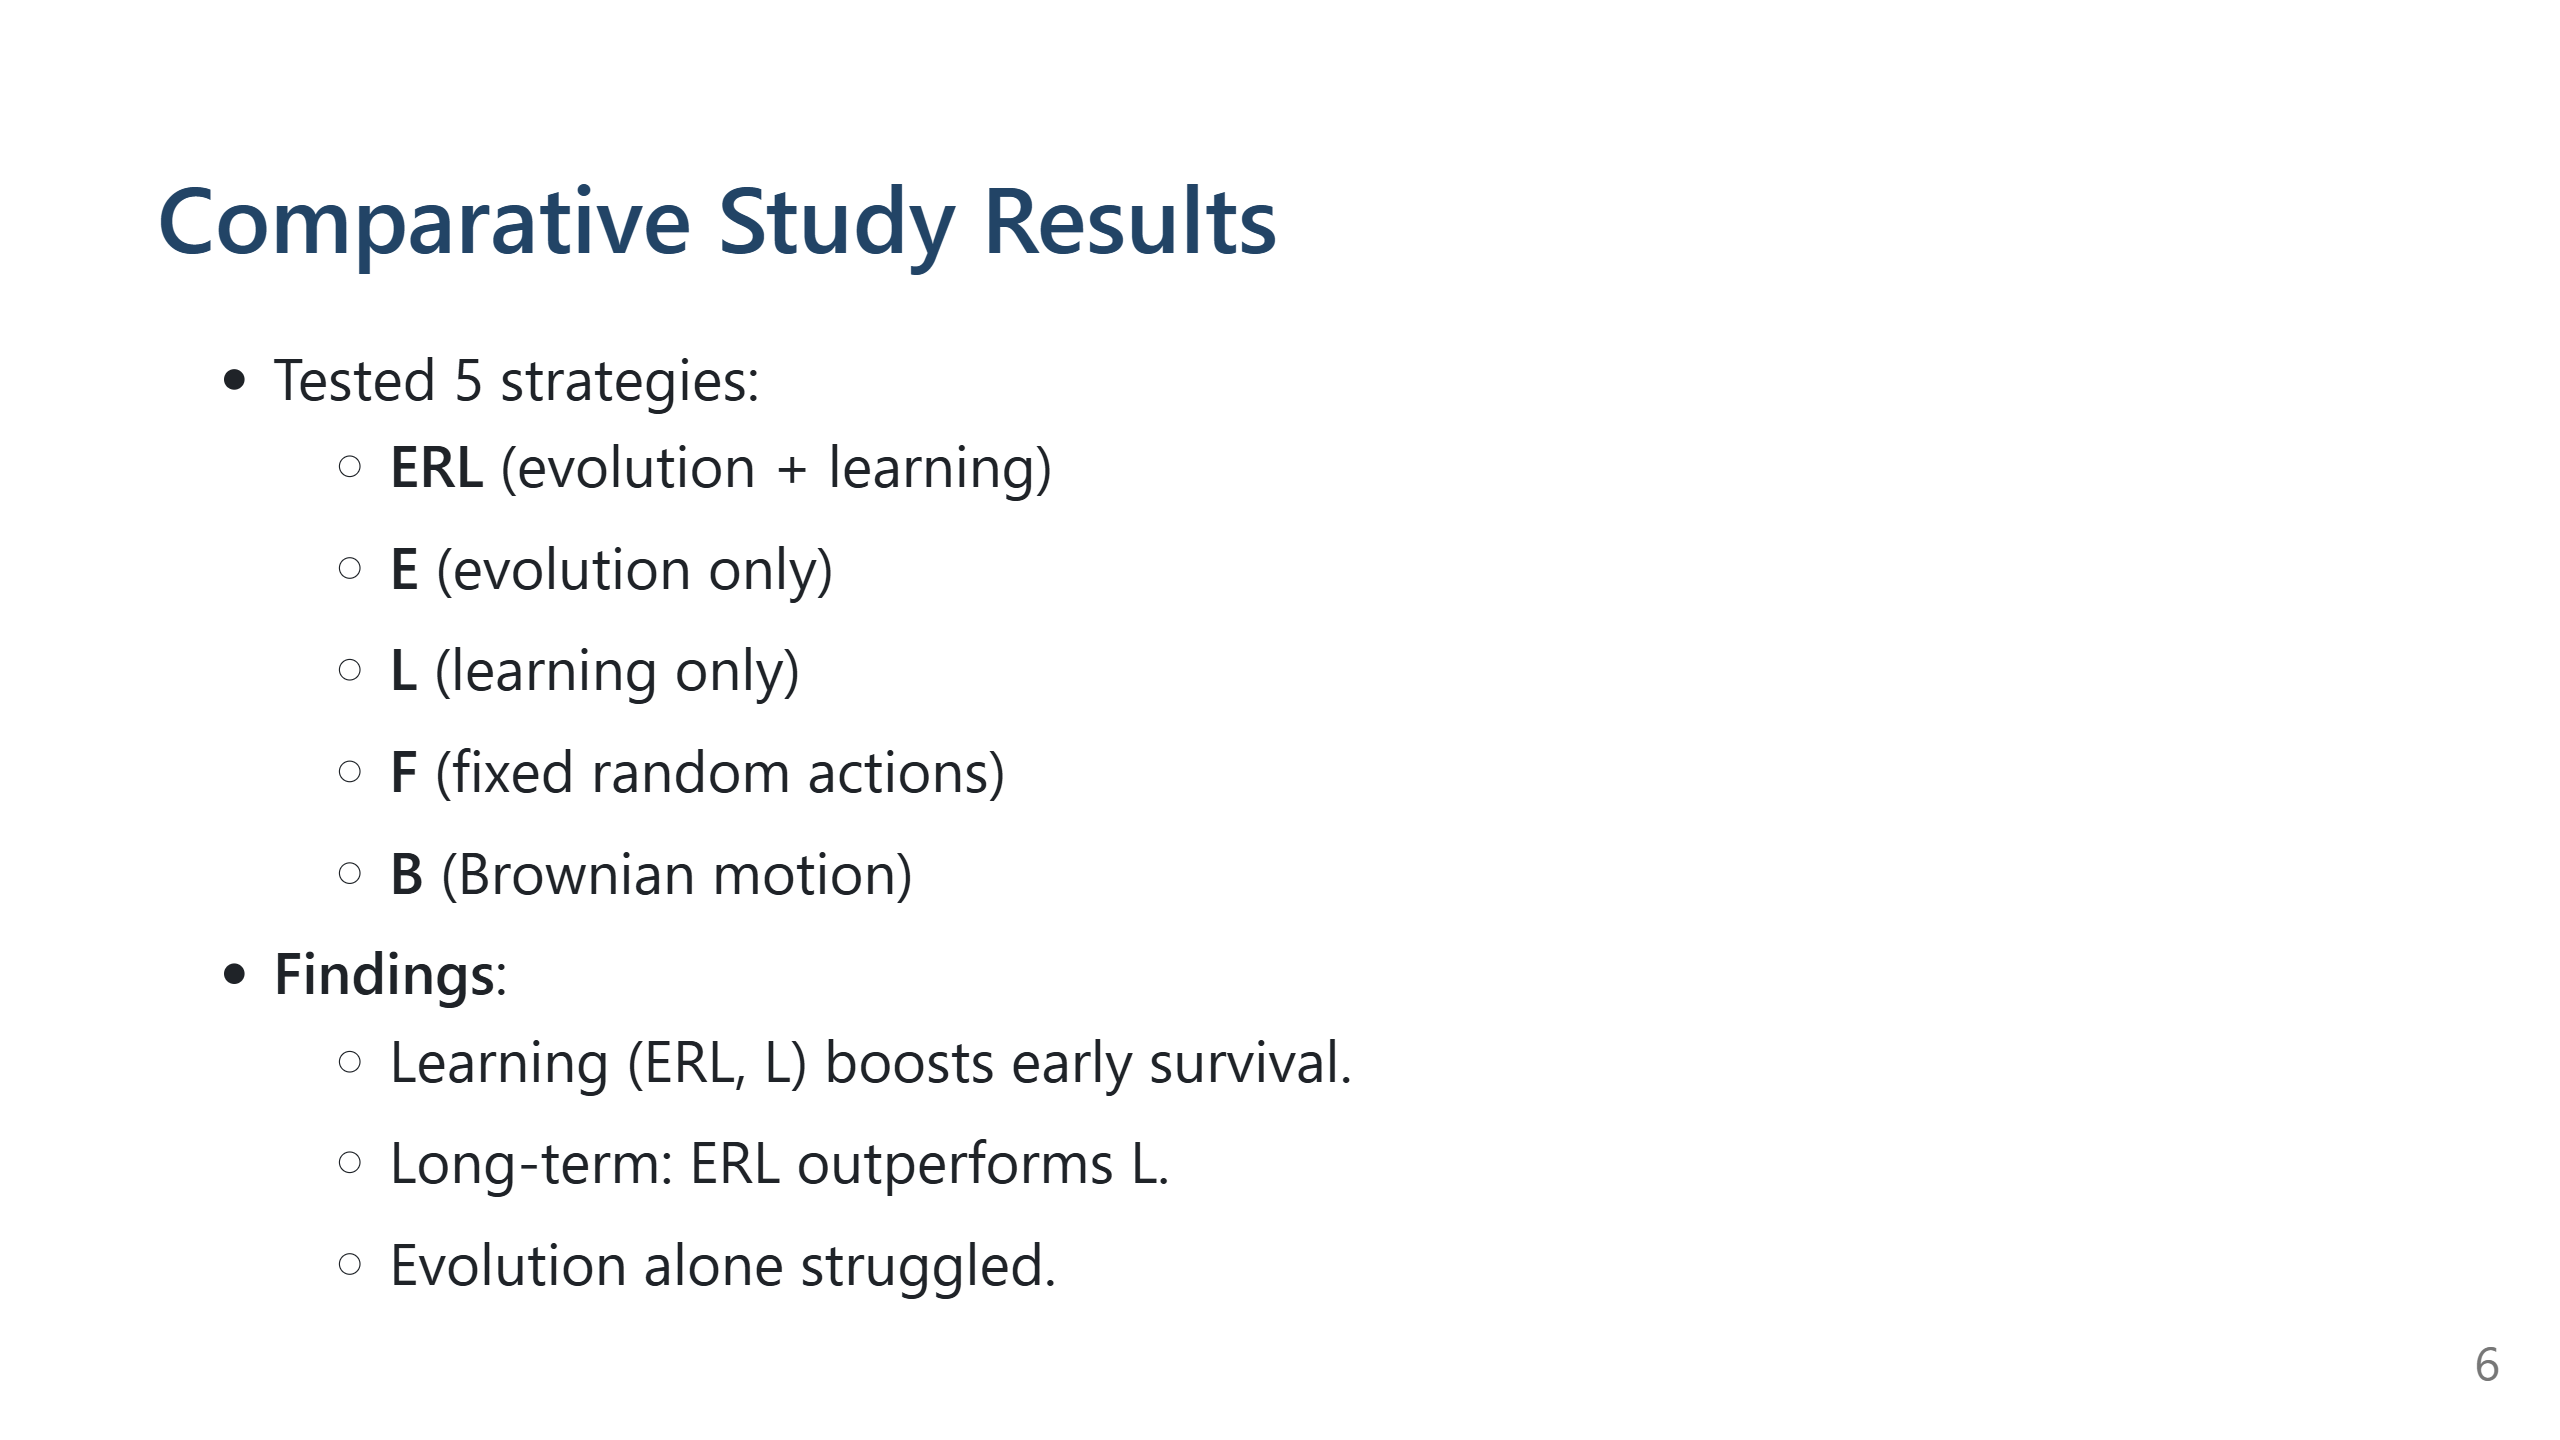 Comparative Study Results
• Tested 5 strategies:
○ ERL (evolution + learning)
○ E (evolution only)
○ L (learning only)
○ F (fixed random actions)
○ B (Brownian motion)
• Findings:
○ Learning (ERL, L) boosts early survival.
○ Long-term: ERL outperforms L.
○ Evolution alone struggled.
6